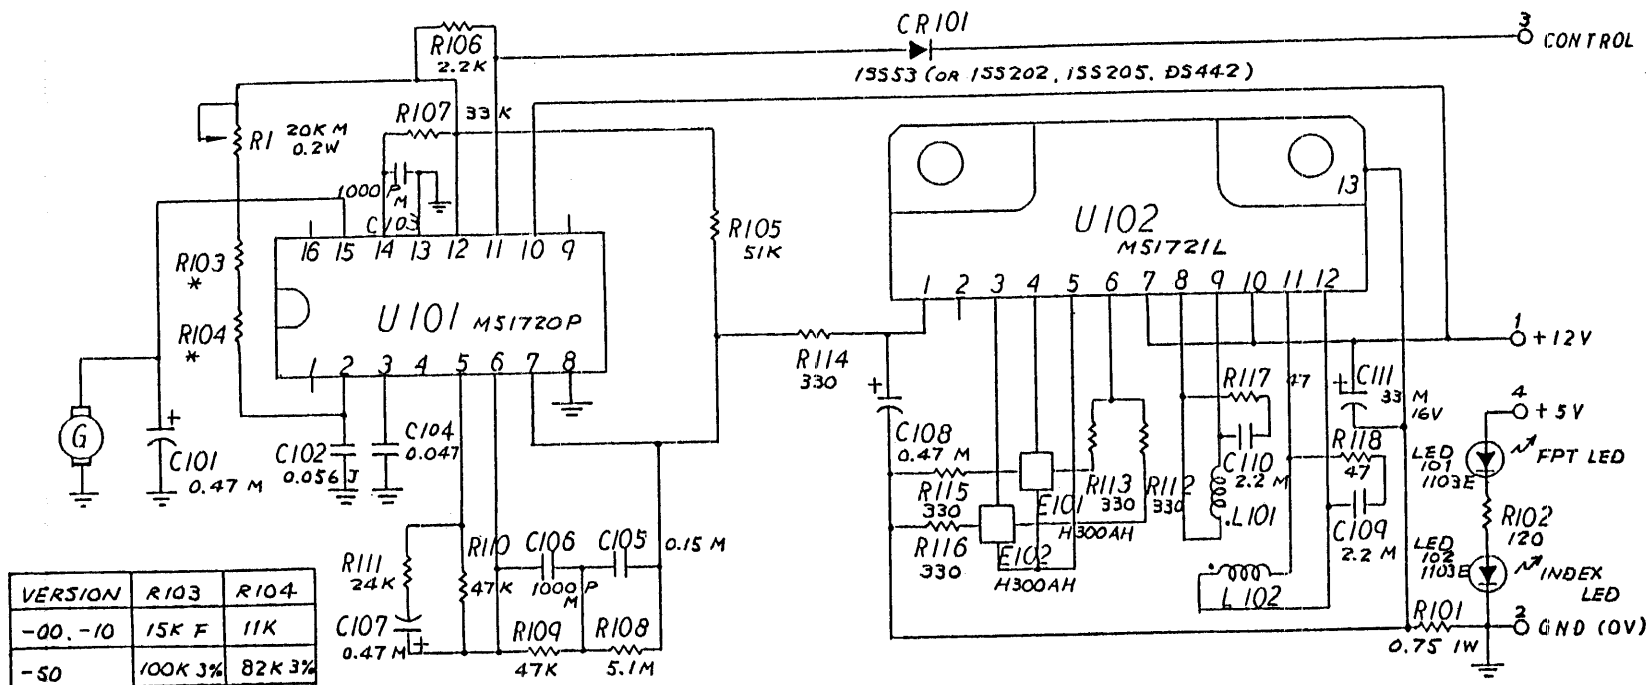 CR101
3
CONTROL
1SS53 (OR 1SS202, 1SS205, DS442)
R106
2.2K
R107 33K
R1 20K M
0.2W
1000 P
M
C103
R105
51K
16 15 14 13 12 11 10 9
U101 M51720P
1 2 3 4 5 6 7 8
R103
*
R104
*
G
C101
0.47 M
C102
0.056 J
C104
0.047
13
U102
M51721L
1 2 3 4 5 6 7 8 9 10 11 12
R114
330
+
C108
0.47 M
R115
330
R116
330
E101
H300AH
E102
H300AH
R113
330
R112
330
R117 47
C110
2.2 M
L101
L102
R118
47
C109
2.2 M
+
C111
33 M
16V
1
+12V
4
+5V
LED
101
1103E
FPT LED
R102
120
LED
102
1103E
INDEX
LED
R101
0.75 1W
2
GND (0V)
R111
24K
C107
0.47 M
+
R110
47K
C106
1000 P
M
C105
0.15 M
R109
47K
R108
5.1M
VERSION R103 R104
-00.-10 15K F 11K
-50 100K 3% 82K 3%